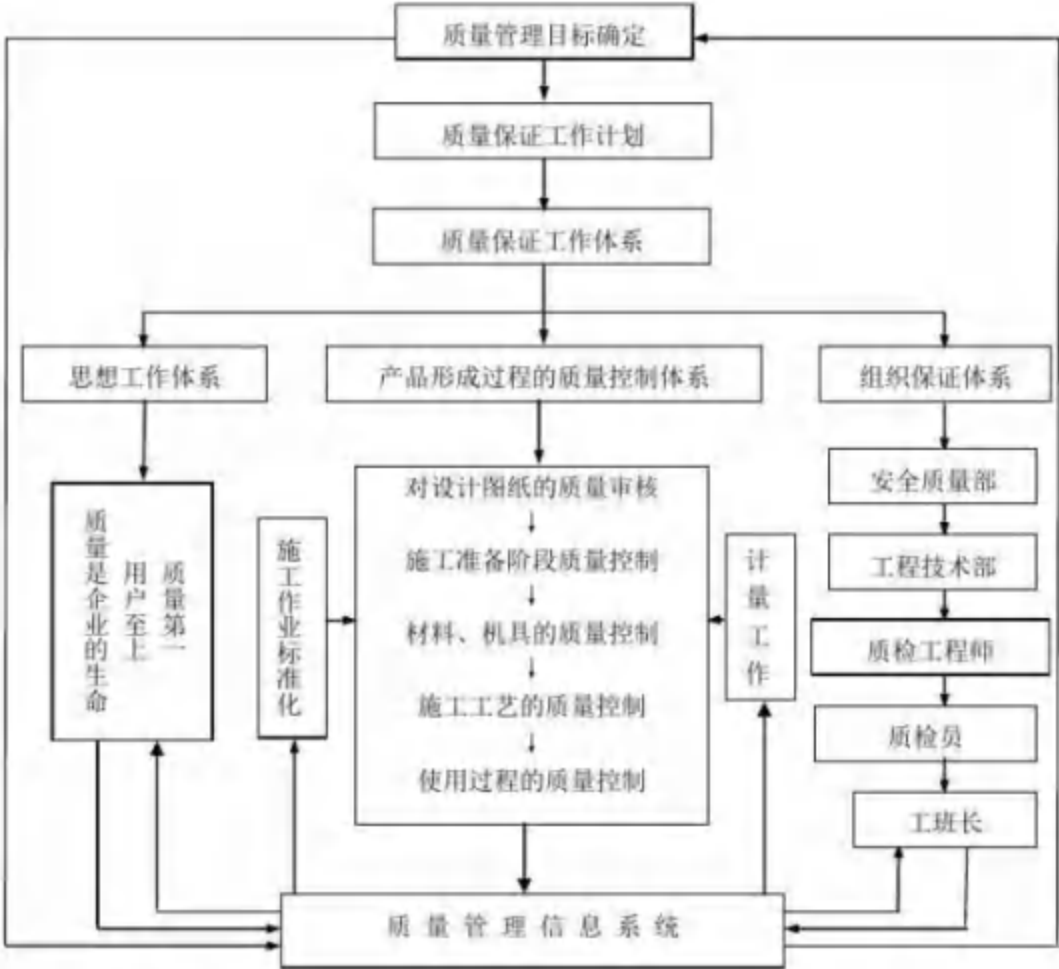 质量管理目标确定
质量保证工作计划
质量保证工作体系
思想工作体系
产品形成过程的质量控制体系
组织保证体系
质量第一
用户至上
质量是企业的生命
施工作业标准化
对设计图纸的质量审核
施工准备阶段质量控制
材料、机具的质量控制
施工工艺的质量控制
使用过程的质量控制
计量工作
安全质量部
工程技术部
质检工程师
质检员
工班长
质量管理信息系统